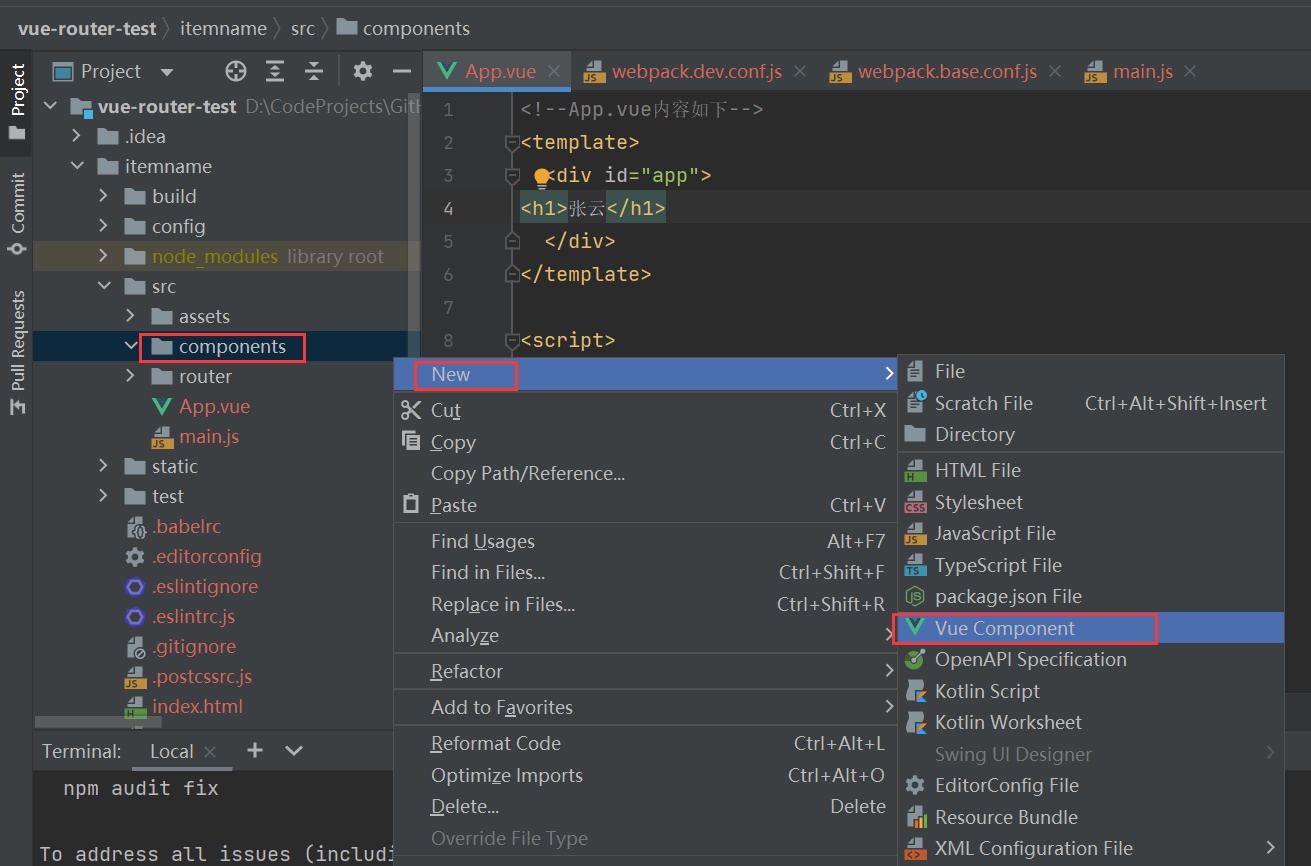 vue-router-test itemname src components
Project
Commit
Pull Requests
Project
vue-router-test D:\CodeProjects\Gitl
.idea
itemname
build
config
node_modules library root
src
assets
components
router
App.vue
main.js
static
test
.babelrc
.editorconfig
.eslintignore
.eslintrc.js
.gitignore
.postcssrc.js
index.html
App.vue webpack.dev.conf.js webpack.base.conf.js main.js
1 <!--App.vue内容如下-->
2 <template>
3 <div id="app">
4 <h1>张云</h1>
5 </div>
6 </template>
7
8 <script>
New
Cut Ctrl+X
Copy Ctrl+C
Copy Path/Reference...
Paste Ctrl+V
Find Usages Alt+F7
Find in Files... Ctrl+Shift+F
Replace in Files... Ctrl+Shift+R
Analyze
Refactor
Add to Favorites
Reformat Code Ctrl+Alt+L
Optimize Imports Ctrl+Alt+O
Delete... Delete
Override File Type
File
Scratch File Ctrl+Alt+Shift+Insert
Directory
HTML File
Stylesheet
JavaScript File
TypeScript File
package.json File
Vue Component
OpenAPI Specification
Kotlin Script
Kotlin Worksheet
Swing UI Designer
EditorConfig File
Resource Bundle
XML Configuration File
Terminal: Local
npm audit fix
To address all issues (includi